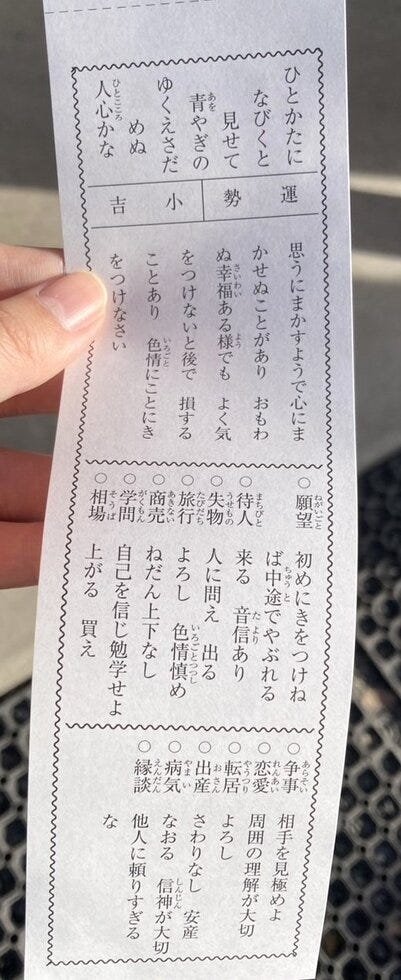 ひとかたに
なびくと
見せて
青やぎの
ゆくえさだ
めぬ
人心かな
運勢
小吉
思うにまかすようで心にま
かせぬことがあり おもわ
ぬ幸福ある様でも よく気
をつけないと後で 損する
ことあり 色情にことにき
をつけなさい
○願望 初めにきをつけね
ば中途でやぶれる
○待人 来る 音信あり
○失物 人に問え 出る
○旅行 よろし 色情慎め
○商売 ねだん上下なし
○学問 自己を信じ勉学せよ
○相場 上がる 買え
○争事 相手を見極めよ
○恋愛 周囲の理解が大切
○転居 よろし
○出産 さわりなし 安産
○病気 なおる 信神が大切
○縁談 他人に頼りすぎる
な